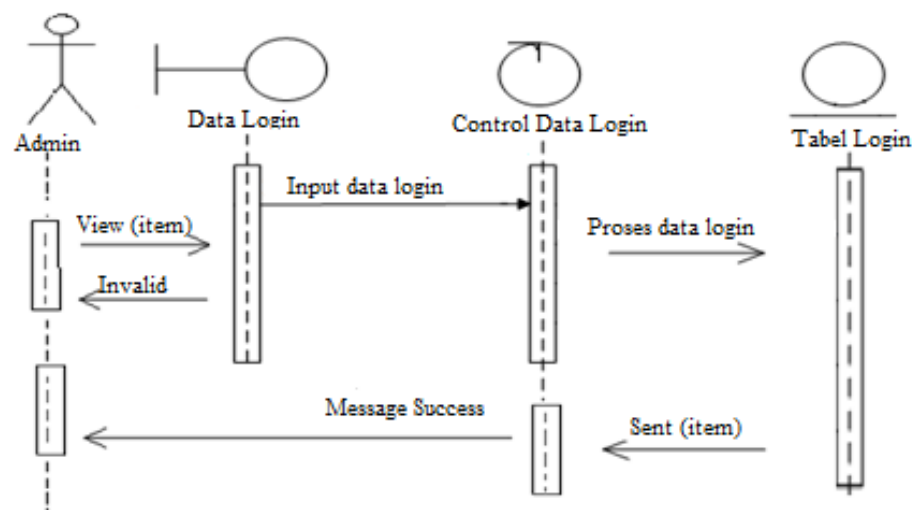 Admin
Data Login
Control Data Login
Tabel Login
Input data login
View (item)
Proses data login
Invalid
Message Success
Sent (item)